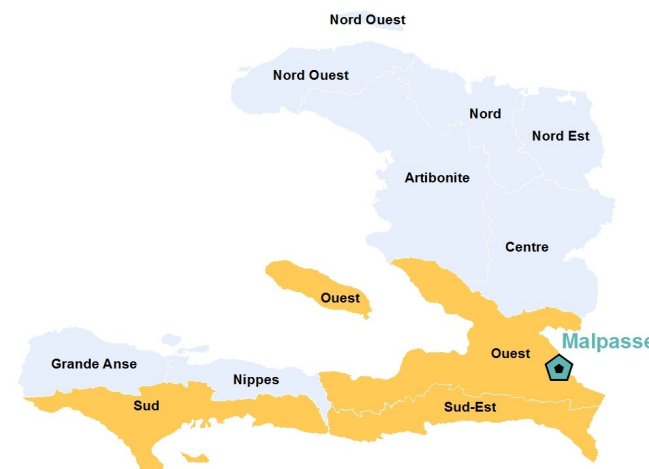 Nord Ouest
Nord Ouest
Nord
Nord Est
Artibonite
Centre
Ouest
Malpasse
Ouest
Grande Anse
Nippes
Sud
Sud-Est